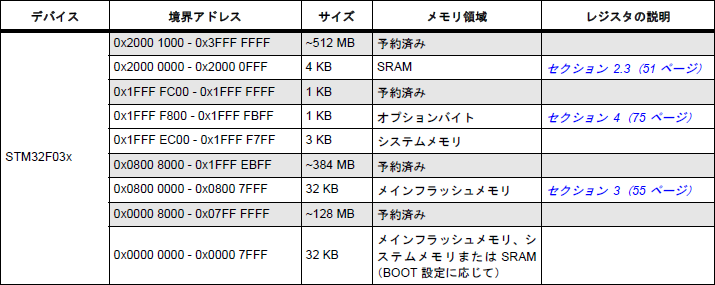 デバイス 境界アドレス サイズ メモリ領域 レジスタの説明
STM32F03x
0x2000 1000 - 0x3FFF FFFF ~512 MB 予約済み
0x2000 0000 - 0x2000 0FFF 4 KB SRAM セクション 2.3（51 ページ）
0x1FFF FC00 - 0x1FFF FFFF 1 KB 予約済み
0x1FFF F800 - 0x1FFF FBFF 1 KB オプションバイト セクション 4（75 ページ）
0x1FFF EC00 - 0x1FFF F7FF 3 KB システムメモリ
0x0800 8000 - 0x1FFF EBFF ~384 MB 予約済み
0x0800 0000 - 0x0800 7FFF 32 KB メインフラッシュメモリ セクション 3（55 ページ）
0x0000 8000 - 0x07FF FFFF ~128 MB 予約済み
0x0000 0000 - 0x0000 7FFF 32 KB メインフラッシュメモリ、シ
ステムメモリまたは SRAM
（BOOT 設定に応じて）